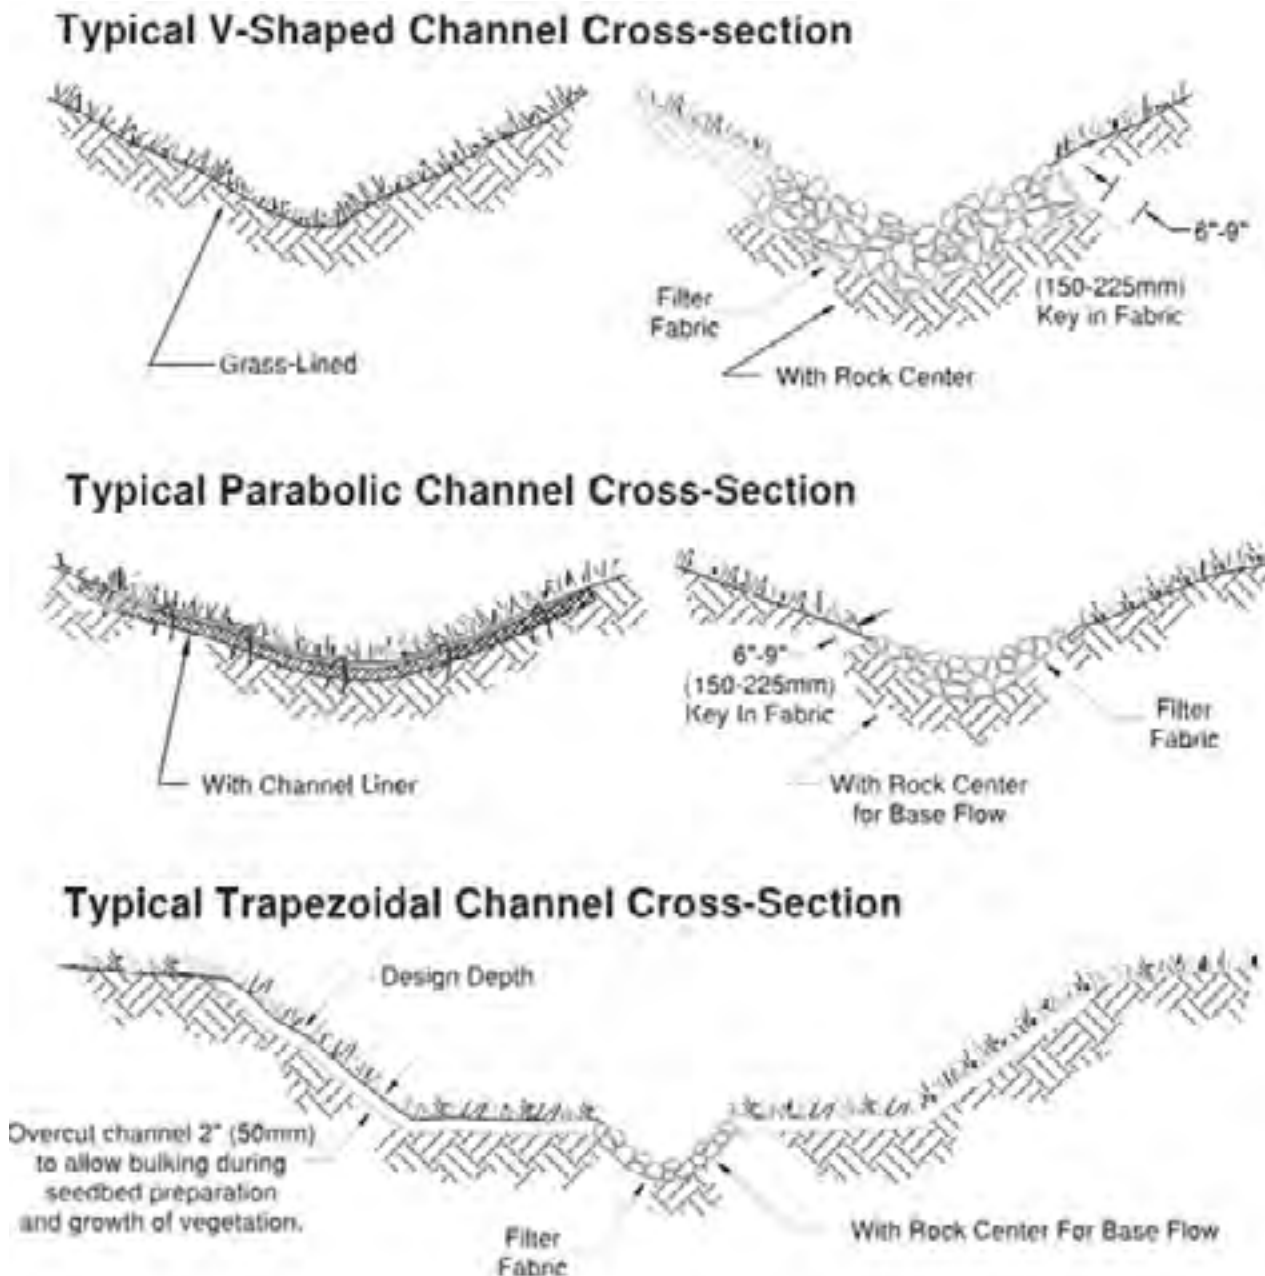 Typical V-Shaped Channel Cross-section
6"-9"
(150-225mm)
Key in Fabric
Filter
Fabric
Grass-Lined
With Rock Center
Typical Parabolic Channel Cross-Section
6"-9"
(150-225mm)
Key In Fabric
Filter
Fabric
With Channel Liner
With Rock Center
for Base Flow
Typical Trapezoidal Channel Cross-Section
Design Depth
Overcut channel 2" (50mm)
to allow bulking during
seedbed preparation
and growth of vegetation.
Filter
Fabric
With Rock Center For Base Flow